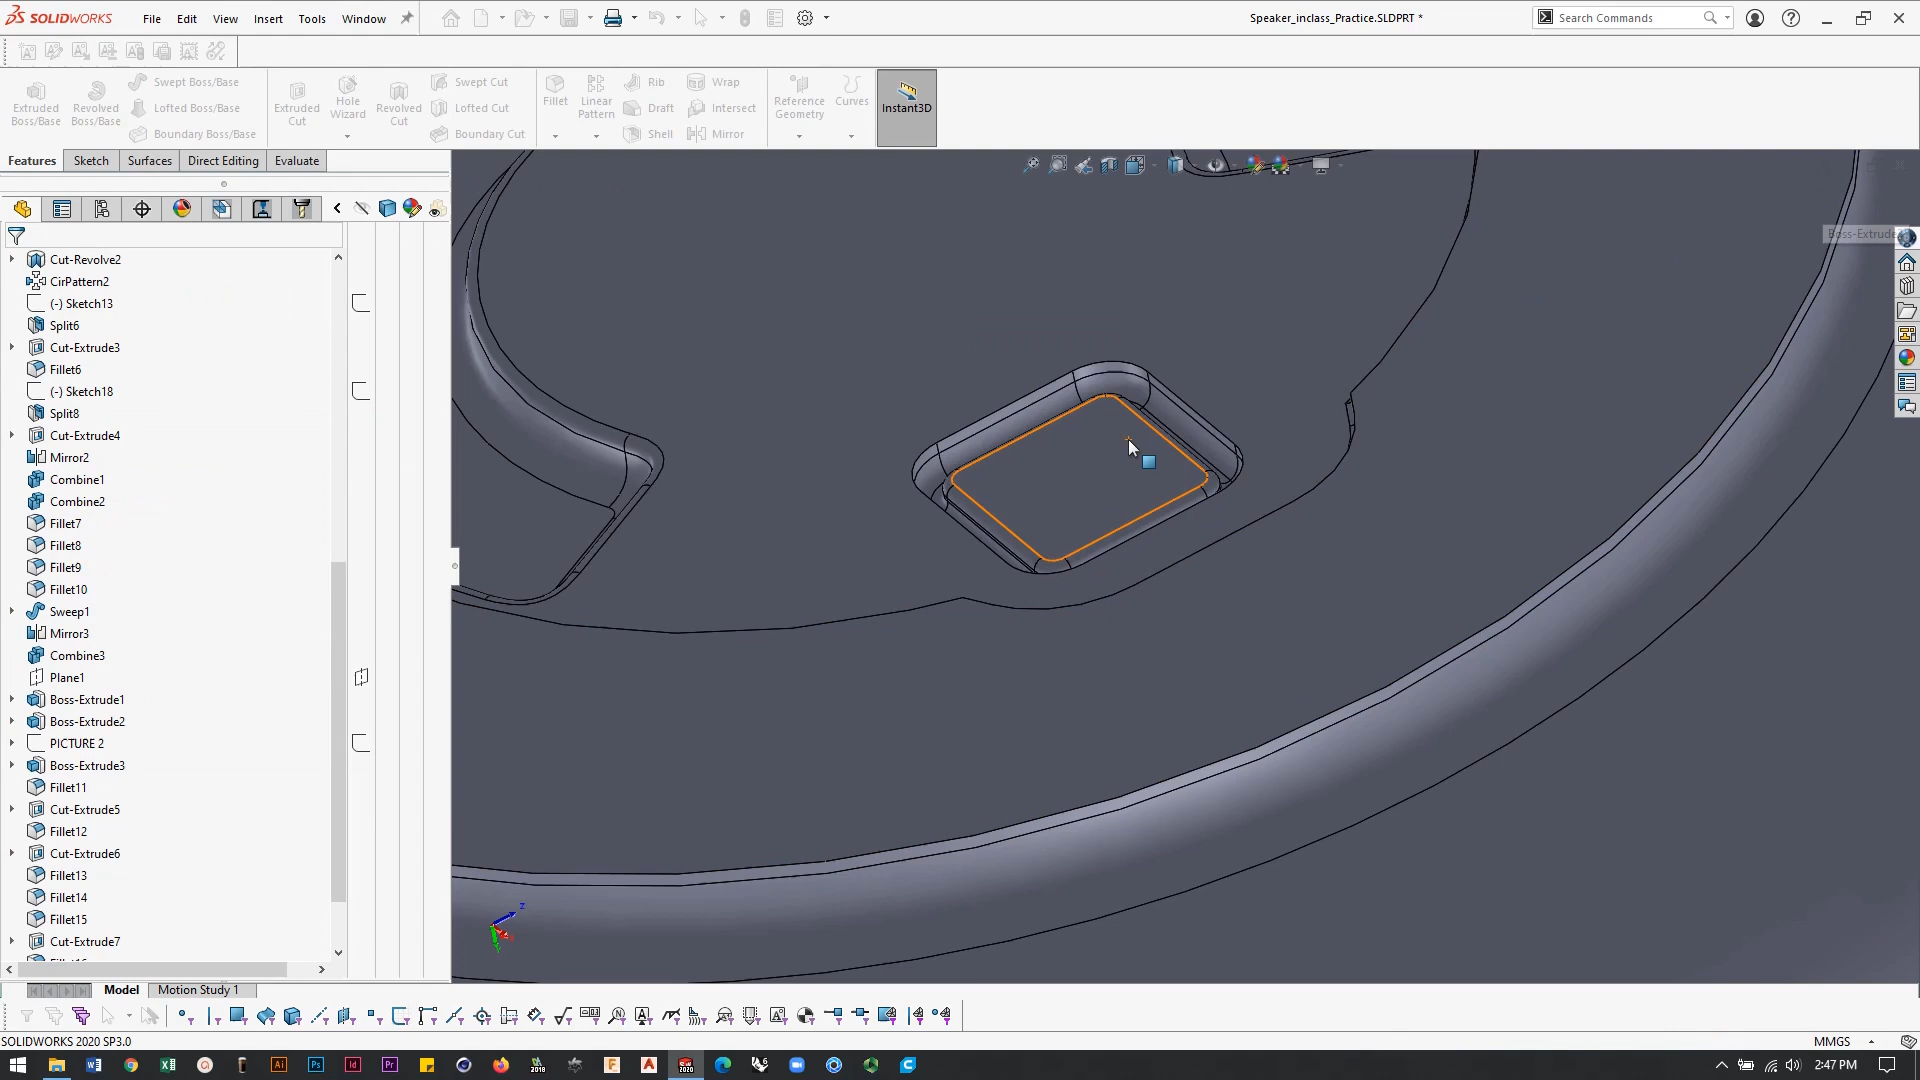 SOLIDWORKS
File
Edit
View
Insert
Tools
Window
Speaker_inclass_Practice.SLDPRT *
Search Commands
Extruded Boss/Base
Revolved Boss/Base
Swept Boss/Base
Lofted Boss/Base
Boundary Boss/Base
Extruded Cut
Hole Wizard
Revolved Cut
Swept Cut
Lofted Cut
Boundary Cut
Fillet
Linear Pattern
Rib
Draft
Shell
Wrap
Intersect
Mirror
Reference Geometry
Curves
Instant3D
Features
Sketch
Surfaces
Direct Editing
Evaluate
Cut-Revolve2
CirPattern2
(-) Sketch13
Split6
Cut-Extrude3
Fillet6
(-) Sketch18
Split8
Cut-Extrude4
Mirror2
Combine1
Combine2
Fillet7
Fillet8
Fillet9
Fillet10
Sweep1
Mirror3
Combine3
Plane1
Boss-Extrude1
Boss-Extrude2
PICTURE 2
Boss-Extrude3
Fillet11
Cut-Extrude5
Fillet12
Cut-Extrude6
Fillet13
Fillet14
Fillet15
Cut-Extrude7
z
Model
Motion Study 1
SOLIDWORKS 2020 SP3.0
MMGS
2:47 PM